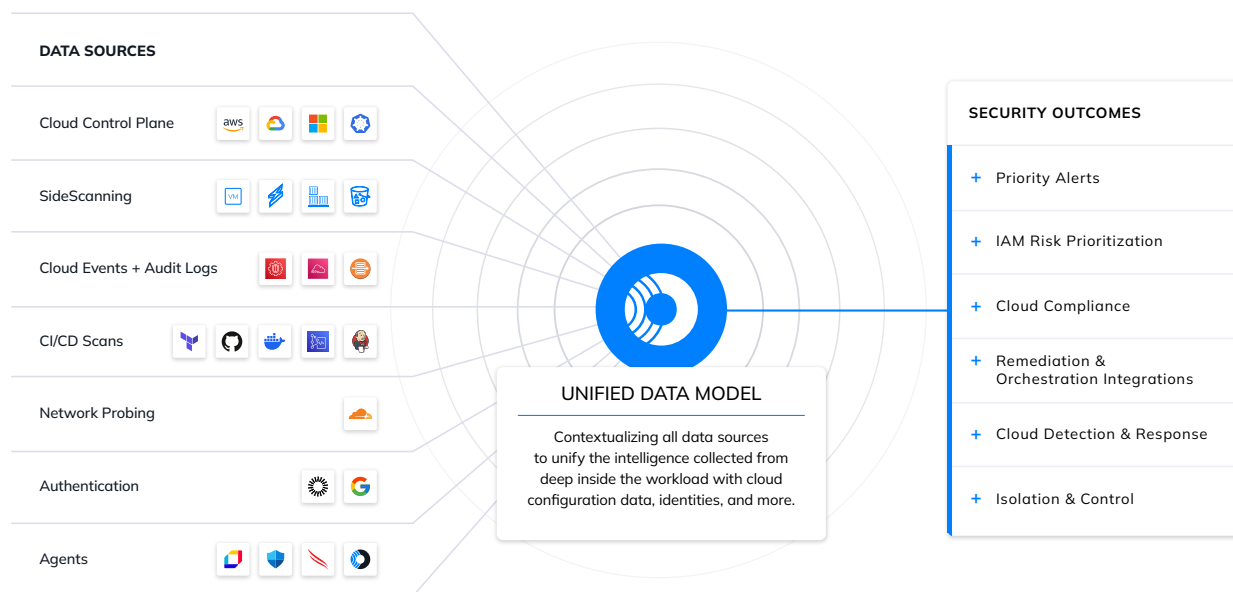 DATA SOURCES
Cloud Control Plane
aws
SideScanning
VM
Cloud Events + Audit Logs
CI/CD Scans
Network Probing
Authentication
Agents
UNIFIED DATA MODEL
Contextualizing all data sources
to unify the intelligence collected from
deep inside the workload with cloud
configuration data, identities, and more.
SECURITY OUTCOMES
+ Priority Alerts
+ IAM Risk Prioritization
+ Cloud Compliance
+ Remediation &
Orchestration Integrations
+ Cloud Detection & Response
+ Isolation & Control